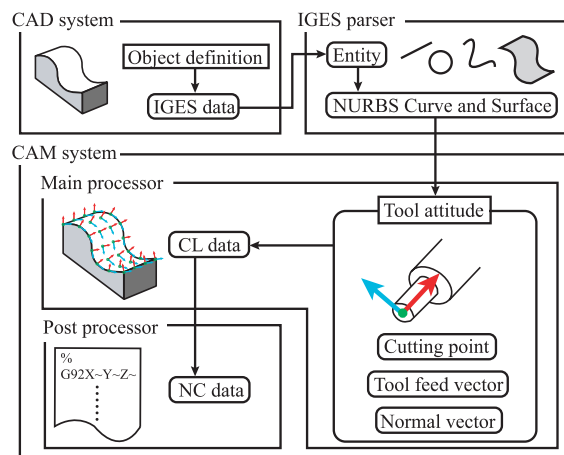 CAD system
Object definition
IGES data
IGES parser
Entity
NURBS Curve and Surface
CAM system
Main processor
Tool attitude
CL data
Cutting point
Tool feed vector
Normal vector
Post processor
%
G92X~Y~Z~
NC data